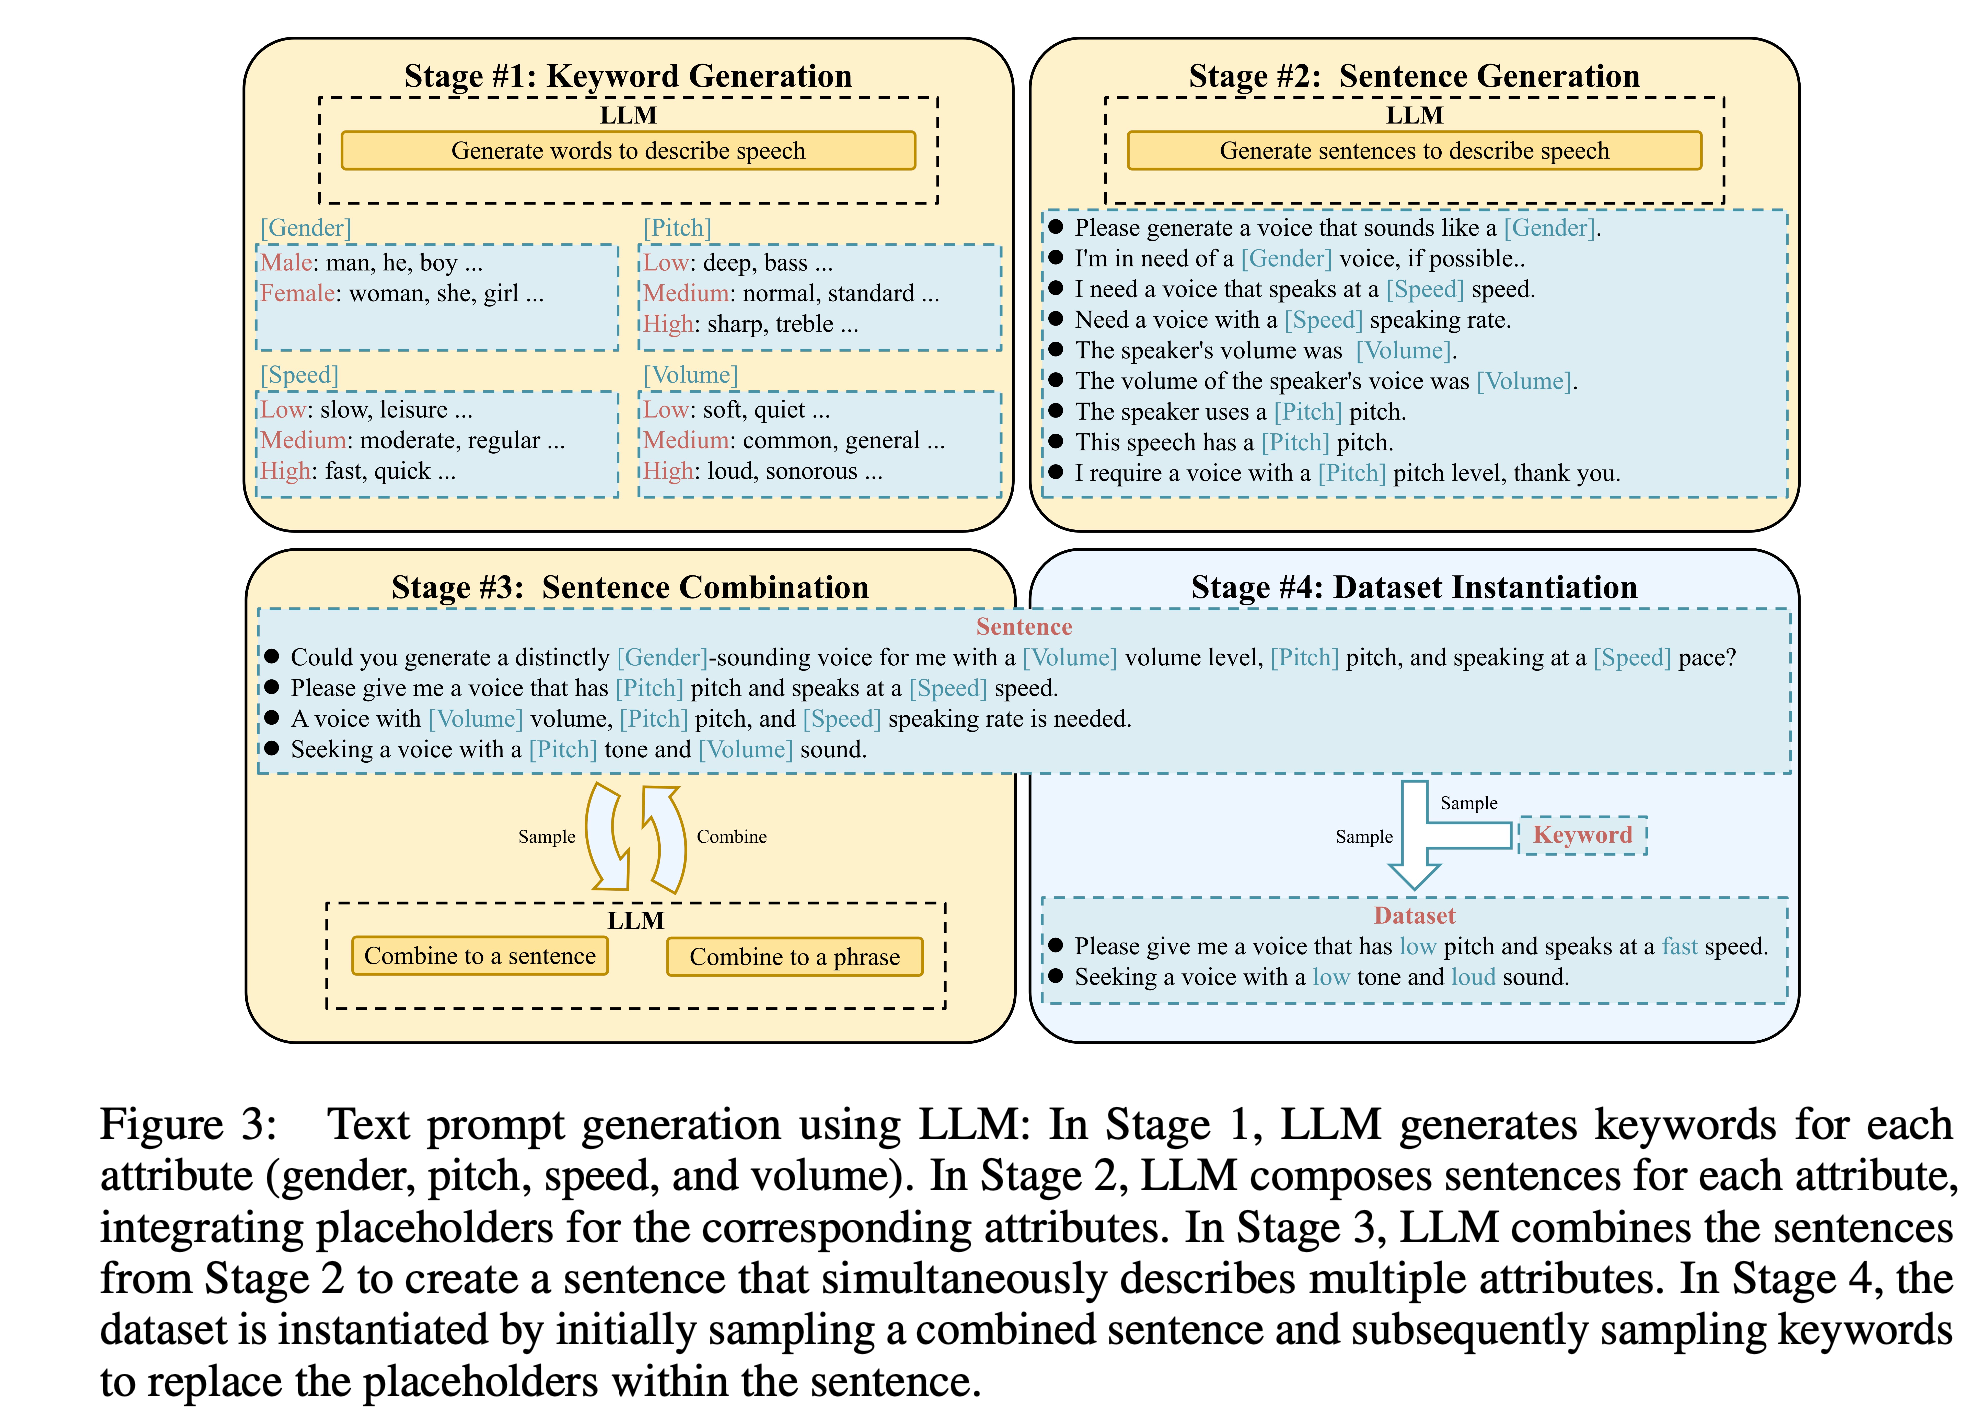 Stage #1: Keyword Generation
LLM
Generate words to describe speech
[Gender]
Male: man, he, boy ...
Female: woman, she, girl ...
[Pitch]
Low: deep, bass ...
Medium: normal, standard ...
High: sharp, treble ...
[Speed]
Low: slow, leisure ...
Medium: moderate, regular ...
High: fast, quick ...
[Volume]
Low: soft, quiet ...
Medium: common, general ...
High: loud, sonorous ...
Stage #2: Sentence Generation
LLM
Generate sentences to describe speech
● Please generate a voice that sounds like a [Gender].
● I'm in need of a [Gender] voice, if possible..
● I need a voice that speaks at a [Speed] speed.
● Need a voice with a [Speed] speaking rate.
● The speaker's volume was [Volume].
● The volume of the speaker's voice was [Volume].
● The speaker uses a [Pitch] pitch.
● This speech has a [Pitch] pitch.
● I require a voice with a [Pitch] pitch level, thank you.
Stage #3: Sentence Combination
Stage #4: Dataset Instantiation
Sentence
● Could you generate a distinctly [Gender]-sounding voice for me with a [Volume] volume level, [Pitch] pitch, and speaking at a [Speed] pace?
● Please give me a voice that has [Pitch] pitch and speaks at a [Speed] speed.
● A voice with [Volume] volume, [Pitch] pitch, and [Speed] speaking rate is needed.
● Seeking a voice with a [Pitch] tone and [Volume] sound.
Sample
Combine
LLM
Combine to a sentence
Combine to a phrase
Sample
Sample
Keyword
Dataset
● Please give me a voice that has low pitch and speaks at a fast speed.
● Seeking a voice with a low tone and loud sound.
Figure 3: Text prompt generation using LLM: In Stage 1, LLM generates keywords for each
attribute (gender, pitch, speed, and volume). In Stage 2, LLM composes sentences for each attribute,
integrating placeholders for the corresponding attributes. In Stage 3, LLM combines the sentences
from Stage 2 to create a sentence that simultaneously describes multiple attributes. In Stage 4, the
dataset is instantiated by initially sampling a combined sentence and subsequently sampling keywords
to replace the placeholders within the sentence.